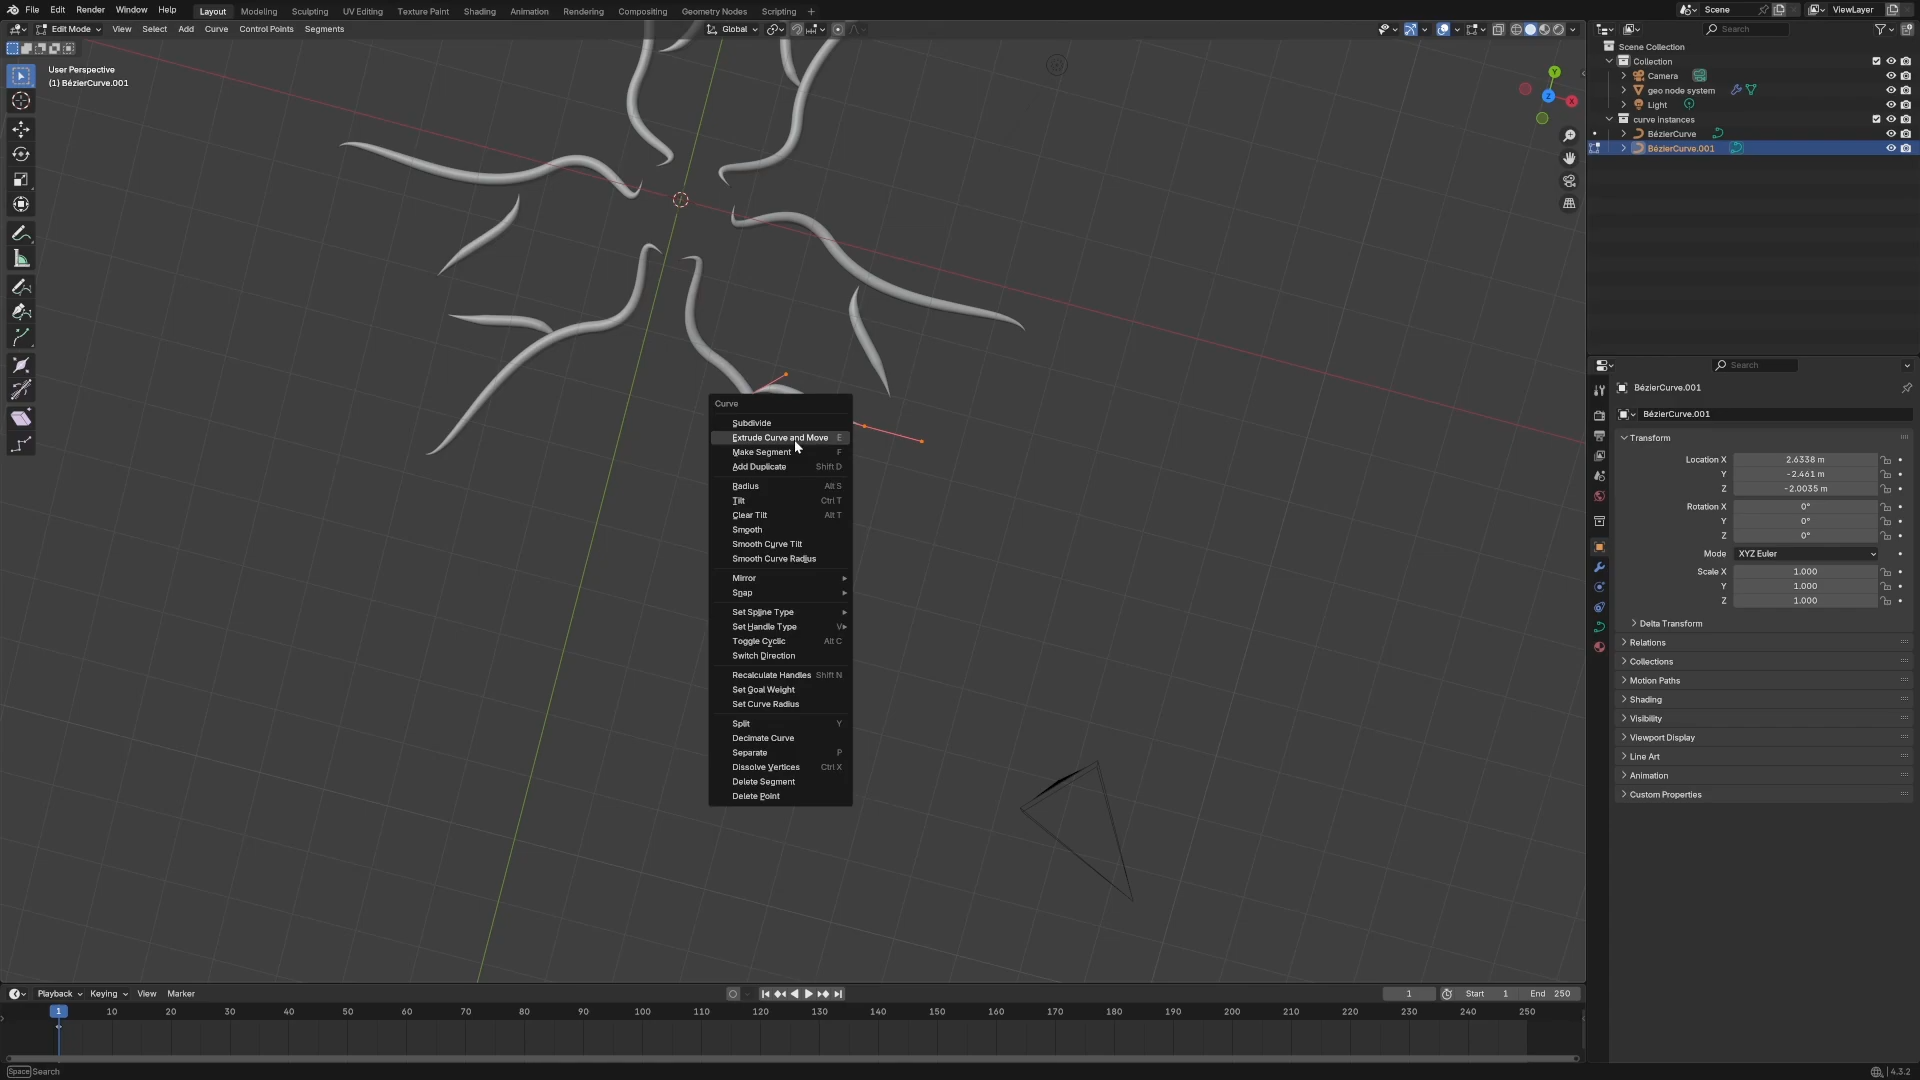 File Edit Render Window Help Layout Modeling Sculpting UV Editing Texture Paint Shading Animation Rendering Compositing Geometry Nodes Scripting + Scene ViewLayer
Edit Mode View Select Add Curve Control Points Segments Global Search
User Perspective
(1) BézierCurve.001
Scene Collection
Collection
Camera
geo node system
Light
curve instances
BézierCurve
BézierCurve.001
Y
X
Z
Curve
Subdivide
Extrude Curve and Move E
Make Segment F
Add Duplicate Shift D
Radius Alt S
Tilt Ctrl T
Clear Tilt Alt T
Smooth
Smooth Curve Tilt
Smooth Curve Radius
Mirror
Snap
Set Spline Type
Set Handle Type V
Toggle Cyclic Alt C
Switch Direction
Recalculate Handles Shift N
Set Goal Weight
Set Curve Radius
Split Y
Decimate Curve
Separate P
Dissolve Vertices Ctrl X
Delete Segment
Delete Point
Search
BézierCurve.001
BézierCurve.001
Transform
Location X 2.6338 m
Y -2.461 m
Z -2.0035 m
Rotation X 0°
Y 0°
Z 0°
Mode XYZ Euler
Scale X 1.000
Y 1.000
Z 1.000
Delta Transform
Relations
Collections
Motion Paths
Shading
Visibility
Viewport Display
Line Art
Animation
Custom Properties
Playback Keying View Marker 1 Start 1 End 250
1 10 20 30 40 50 60 70 80 90 100 110 120 130 140 150 160 170 180 190 200 210 220 230 240 250
Space Search 4.3.2